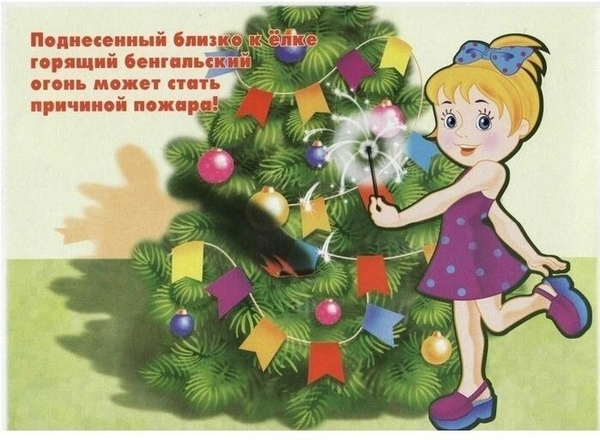 Поднесенный близко к ёлке
горящий бенгальский
огонь может стать
причиной пожара!